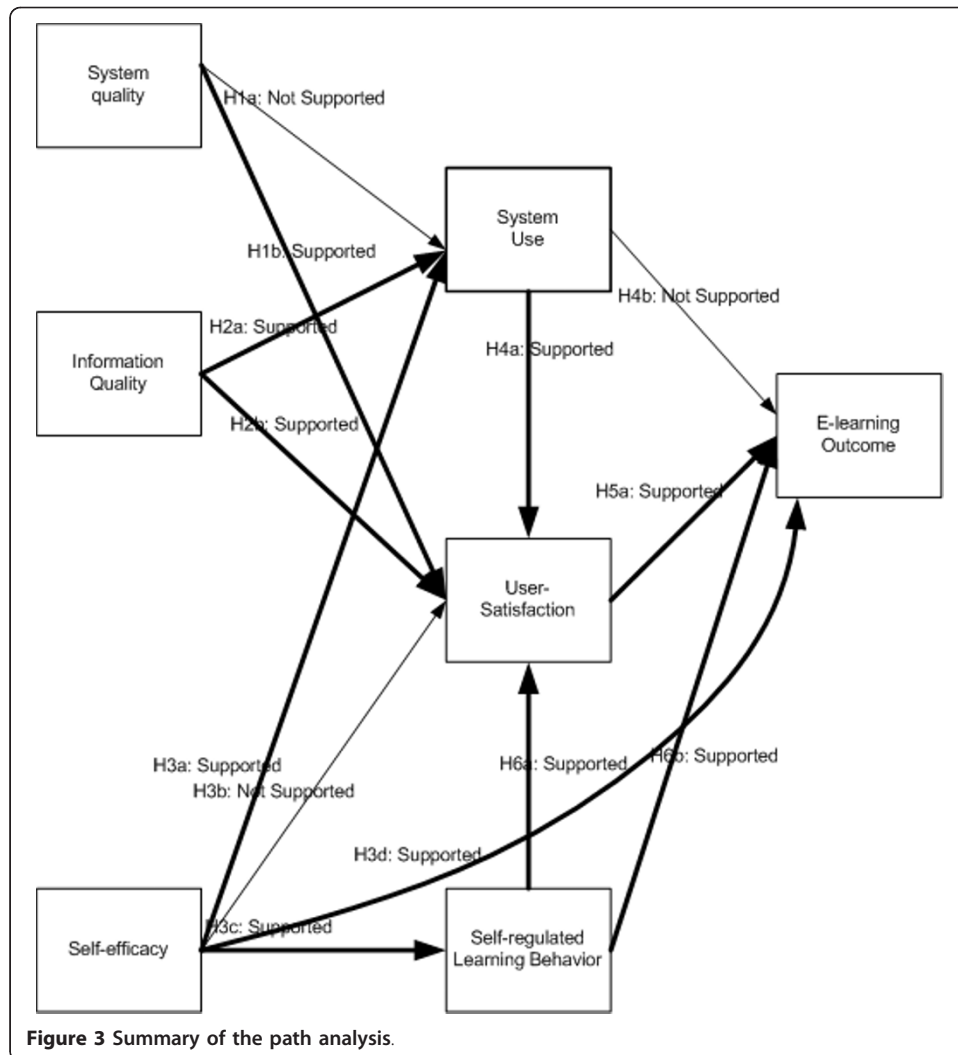 System
quality
H1a: Not Supported
System
Use
H1b: Supported
H4b: Not Supported
H2a: Supported
H4a: Supported
Information
Quality
H2b: Supported
E-learning
Outcome
H5a: Supported
User-
Satisfaction
H3a: Supported
H3b: Not Supported
H6a: Supported
H6b: Supported
H3d: Supported
H3c: Supported
Self-efficacy
Self-regulated
Learning Behavior
Figure 3 Summary of the path analysis.